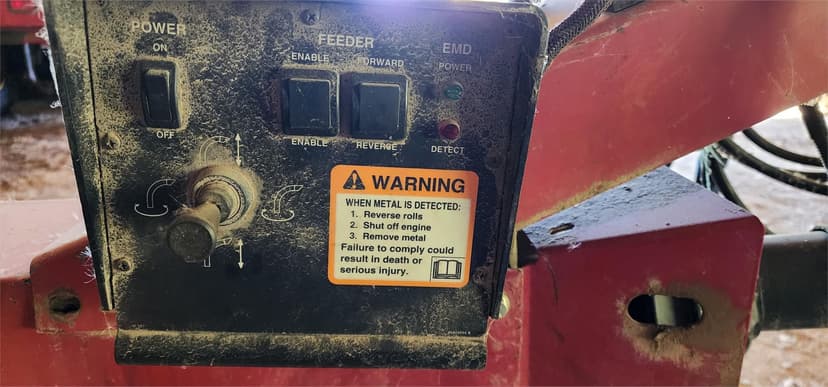 POWER
ON
OFF
FEEDER
ENABLE FORWARD
ENABLE REVERSE
EMD
POWER
DETECT
WARNING
WHEN METAL IS DETECTED:
1. Reverse rolls
2. Shut off engine
3. Remove metal
Failure to comply could
result in death or
serious injury.